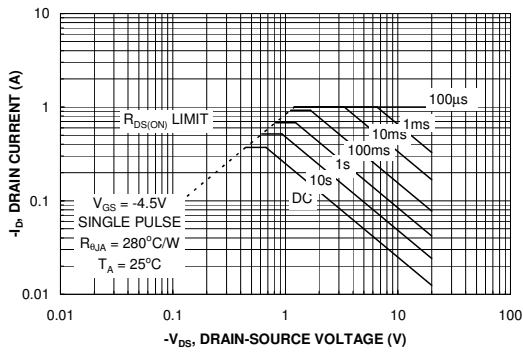 10
1
0.1
0.01
-I_D, DRAIN CURRENT (A)
R_DS(ON) LIMIT
100µs
1ms
10ms
100ms
1s
10s
DC
V_GS = -4.5V
SINGLE PULSE
R_θJA = 280°C/W
T_A = 25°C
0.01 0.1 1 10 100
-V_DS, DRAIN-SOURCE VOLTAGE (V)